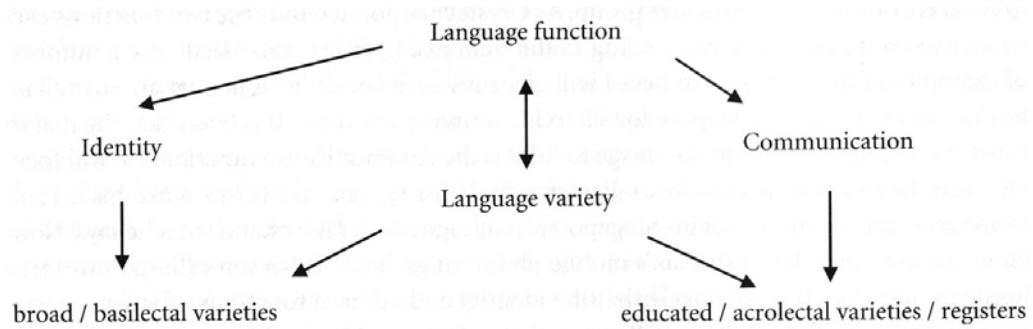 Language function
Identity
Communication
Language variety
broad / basilectal varieties
educated / acrolectal varieties / registers